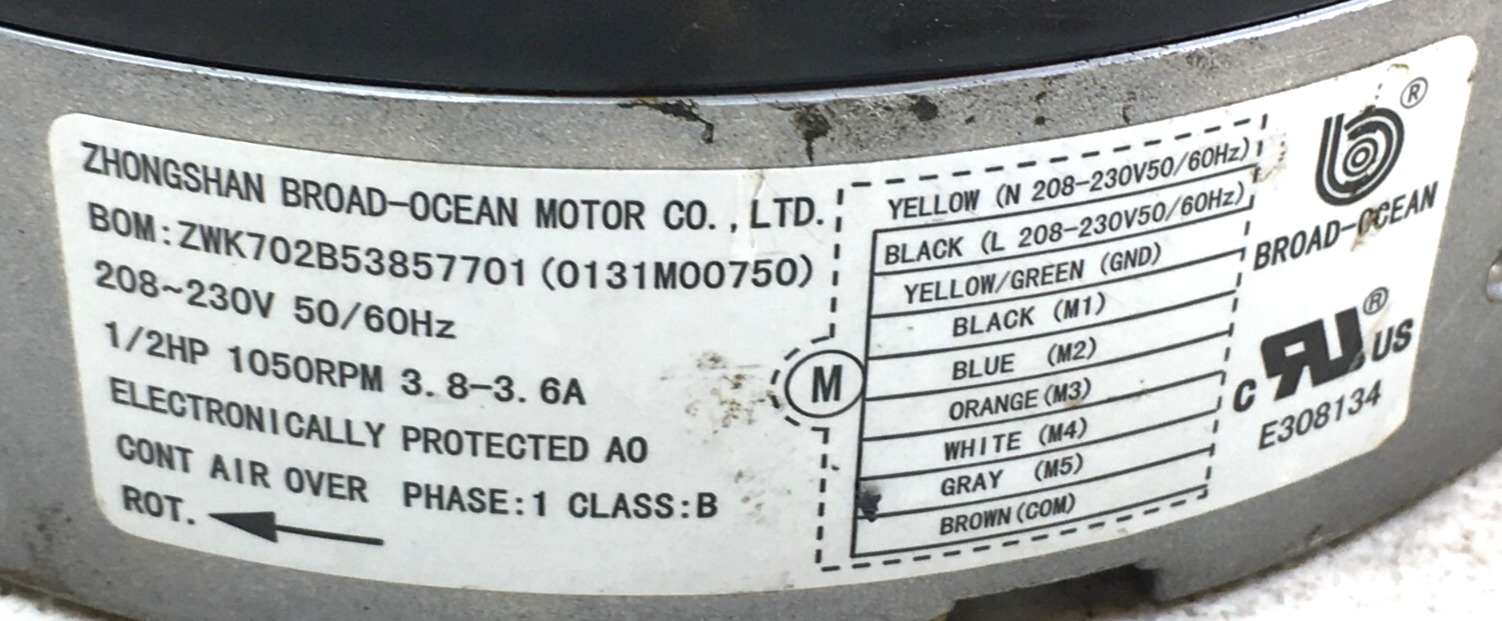 ZHONGSHAN BROAD-OCEAN MOTOR CO.,LTD.
BOM:ZWK702B53857701(0131M00750)
208~230V 50/60Hz
1/2HP 1050RPM 3.8-3.6A
ELECTRONICALLY PROTECTED AO
CONT AIR OVER PHASE:1 CLASS:B
ROT.
M
YELLOW (N 208-230V50/60Hz)
BLACK (L 208-230V50/60Hz)
YELLOW/GREEN (GND)
BLACK (M1)
BLUE (M2)
ORANGE(M3)
WHITE (M4)
GRAY (M5)
BROWN(COM)
®
BROAD-OCEAN
®
C RU US
E308134